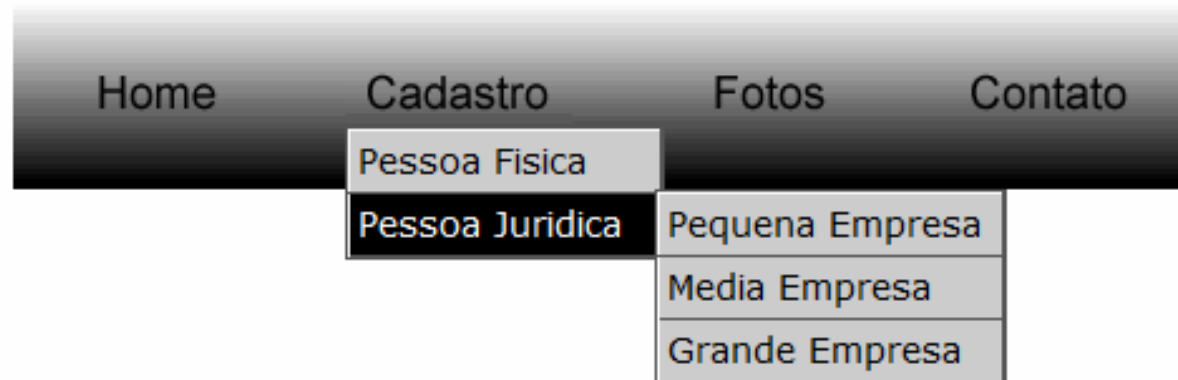 Home Cadastro Fotos Contato
Pessoa Fisica
Pessoa Juridica Pequena Empresa
Media Empresa
Grande Empresa